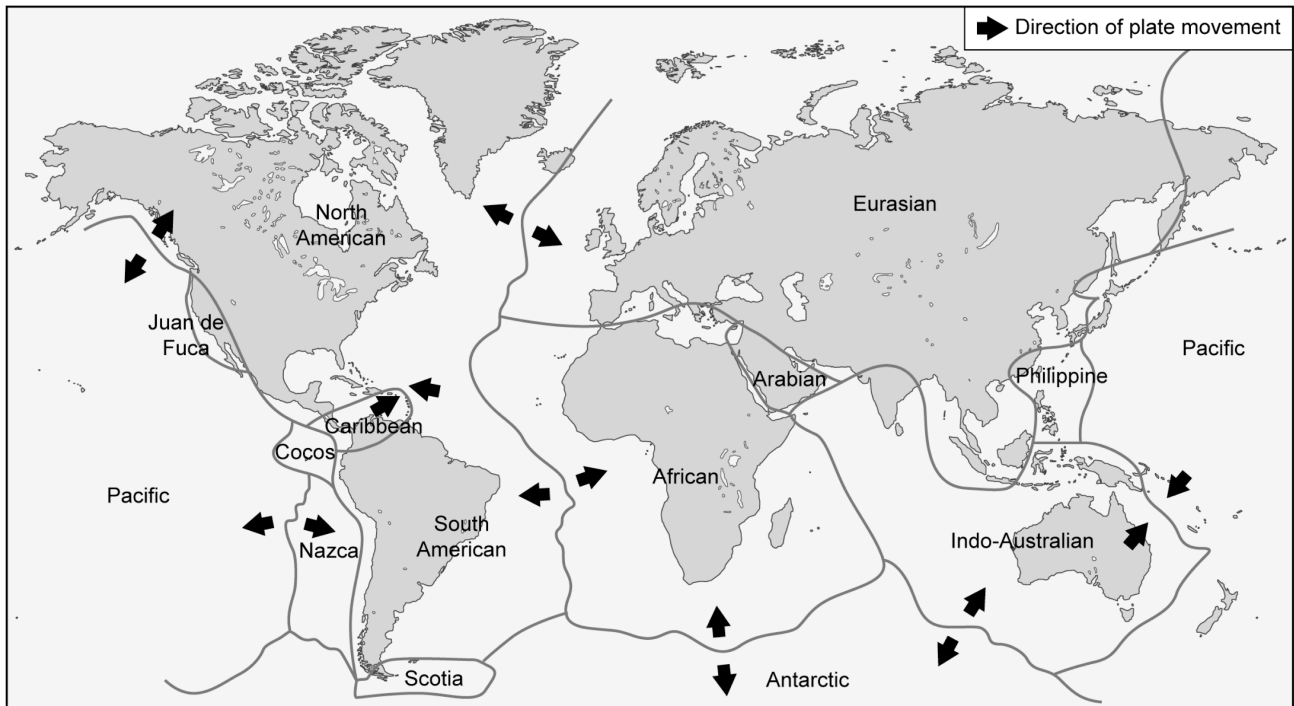 Direction of plate movement
North
American
Eurasian
Juan de
Fuca
Pacific
Arabian
Philippine
Caribbean
Cocos
African
Pacific
South
American
Nazca
Indo-Australian
Scotia
Antarctic